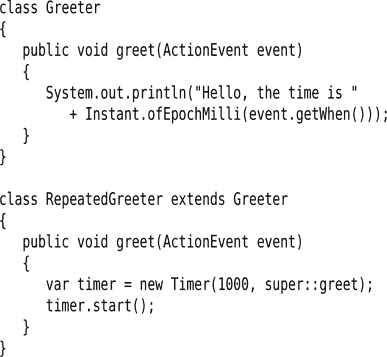 class Greeter
{
   public void greet(ActionEvent event)
   {
      System.out.println("Hello, the time is "
         + Instant.ofEpochMilli(event.getWhen()));
   }
}

class RepeatedGreeter extends Greeter
{
   public void greet(ActionEvent event)
   {
      var timer = new Timer(1000, super::greet);
      timer.start();
   }
}